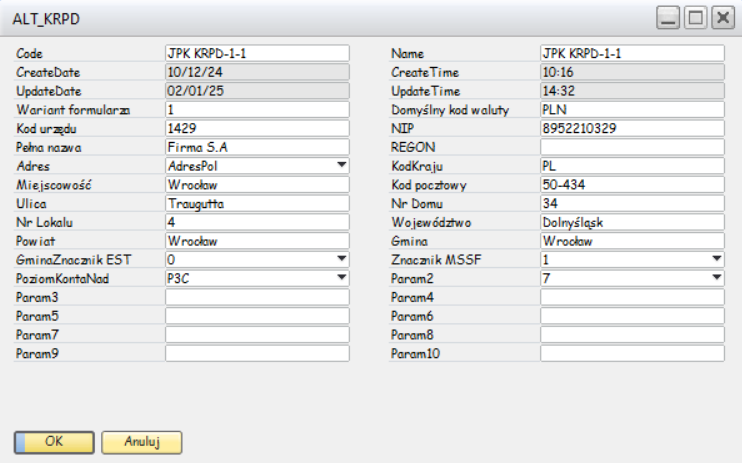 ALT_KRPD
Code JPK KRPD-1-1 Name JPK KRPD-1-1
CreateDate 10/12/24 CreateTime 10:16
UpdateDate 02/01/25 UpdateTime 14:32
Wariant formularza 1 Domyślny kod waluty PLN
Kod urzędu 1429 NIP 8952210329
Pełna nazwa Firma S.A REGON
Adres AdresPol KodKraju PL
Miejscowość Wrocław Kod pocztowy 50-434
Ulica Traugutta Nr Domu 34
Nr Lokalu 4 Województwo Dolnyśląsk
Powiat Wrocław Gmina Wrocław
GminaZnacznik EST 0 Znacznik MSSF 1
PoziomKontaNad P3C Param2 7
Param3 Param4
Param5 Param6
Param7 Param8
Param9 Param10
OK Anuluj